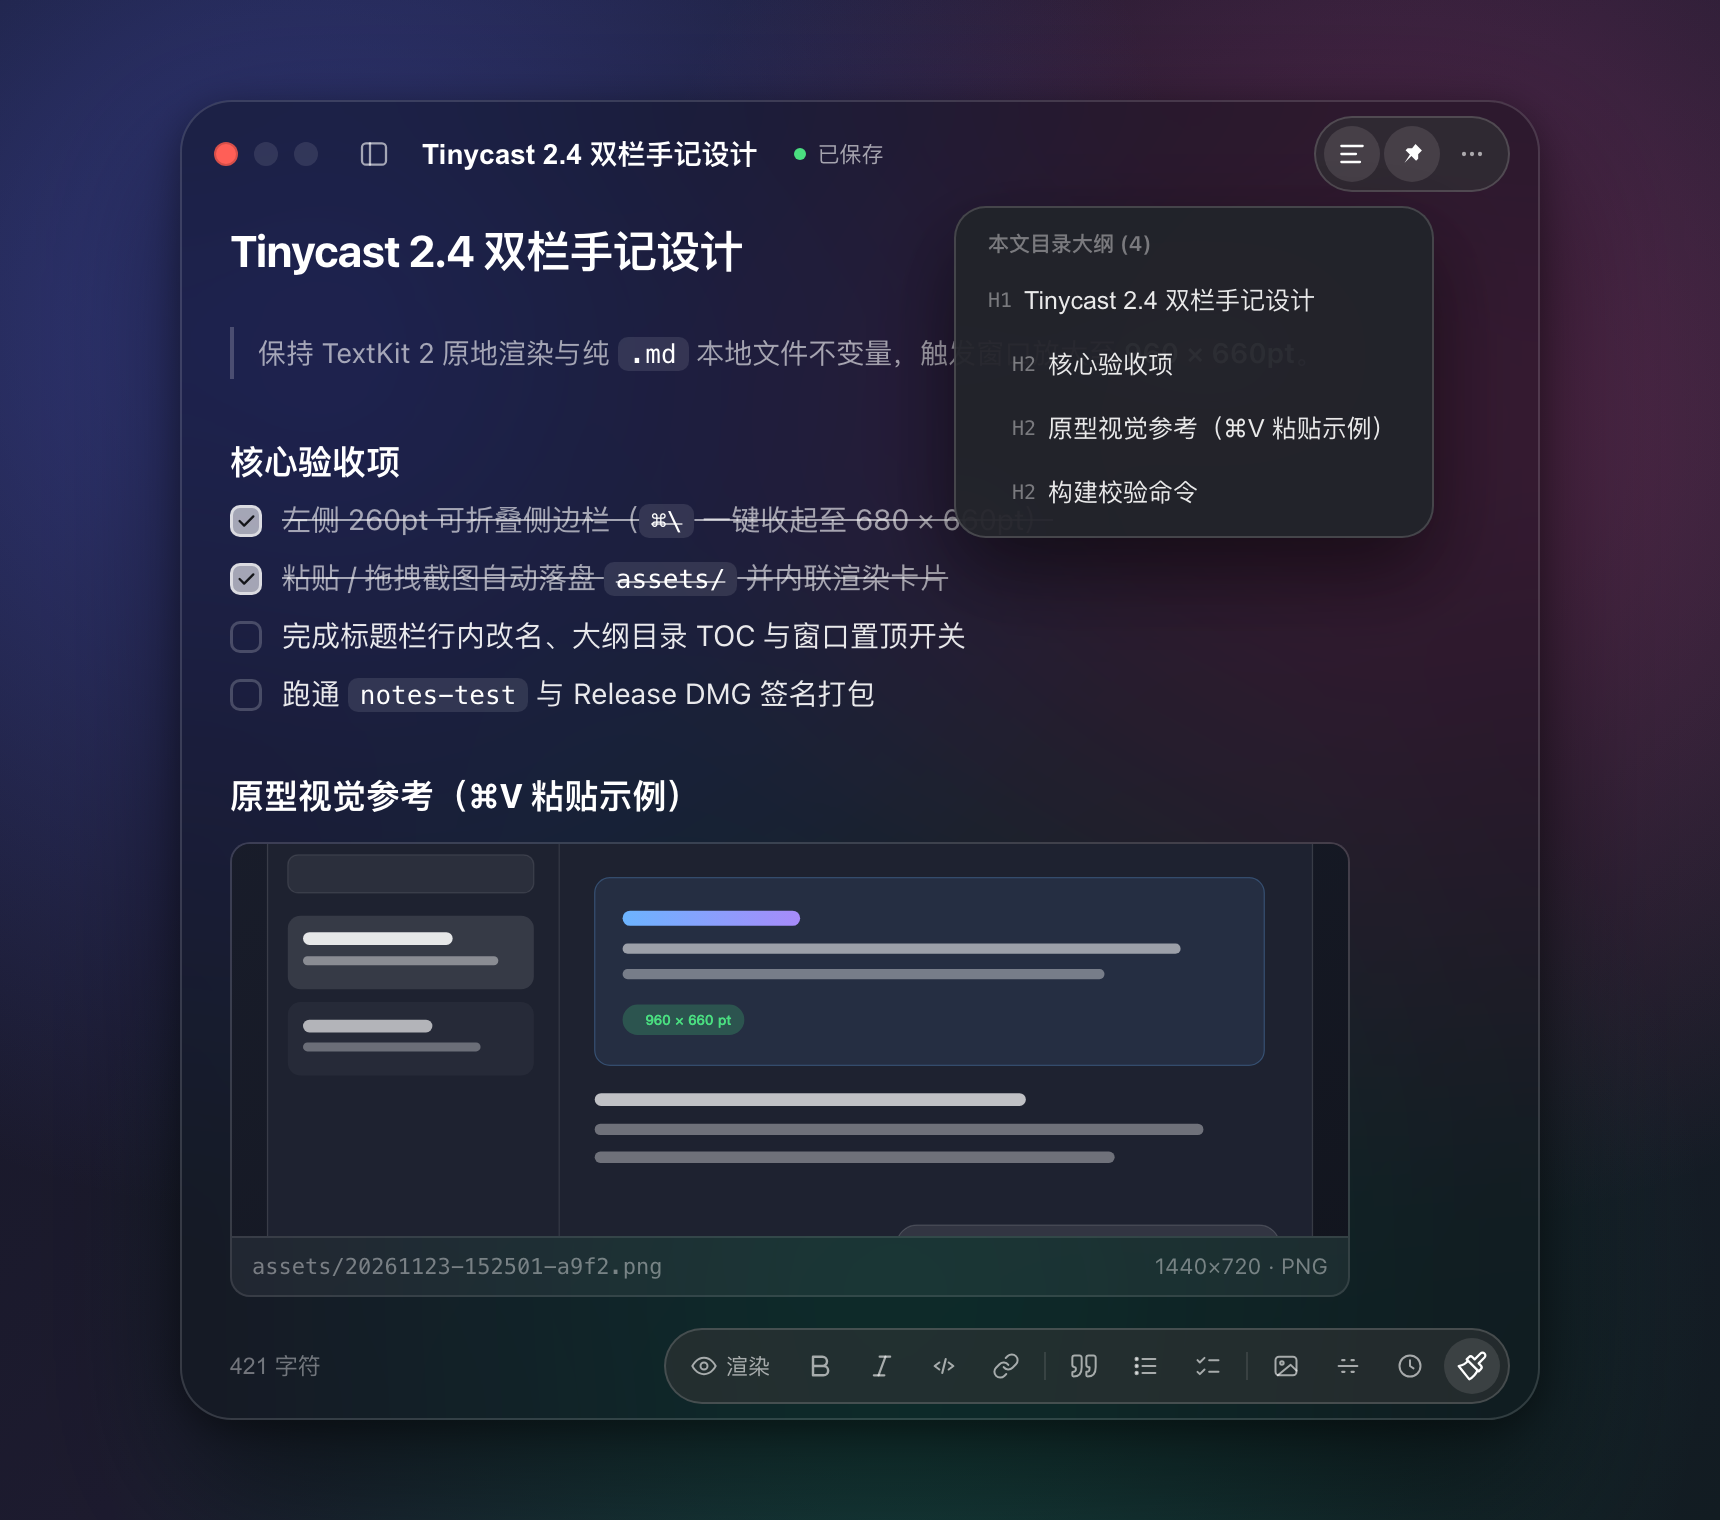 Tinycast 2.4 双栏手记设计
已保存
Tinycast 2.4 双栏手记设计
保持 TextKit 2 原地渲染与纯 .md 本地文件不变量，触发窗口 960 × 660pt
本文目录大纲 (4)
H1 Tinycast 2.4 双栏手记设计
H2 核心验收项
H2 原型视觉参考（⌘V 粘贴示例）
H2 构建校验命令
核心验收项
左侧 260pt 可折叠侧边栏（⌘\ 一键收起至 680 × 660pt）
粘贴 / 拖拽截图自动落盘 assets/ 并内联渲染卡片
完成标题栏行内改名、大纲目录 TOC 与窗口置顶开关
跑通 notes-test 与 Release DMG 签名打包
原型视觉参考（⌘V 粘贴示例）
960 × 660 pt
assets/20261123-152501-a9f2.png
1440×720 · PNG
421 字符
渲染